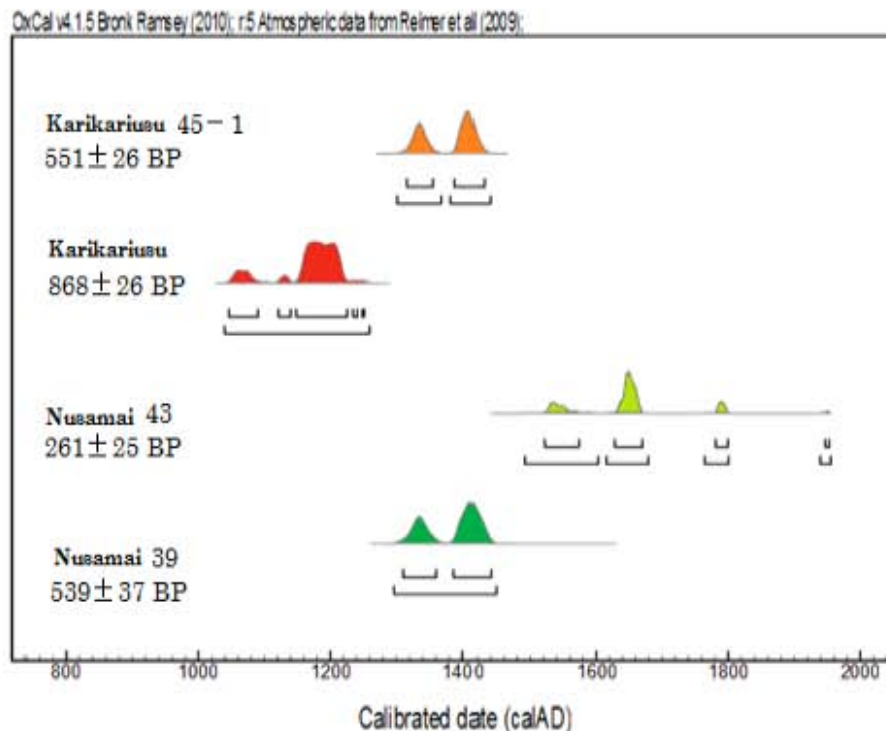 OxCal v4.1.5 Bronk Ramsey (2010); r:5 Atmospheric data from Reimer et all (2009);
Karikariusu 45-1
551±26 BP
Karikariusu
868±26 BP
Nusamai 43
261±25 BP
Nusamai 39
539±37 BP
800 1000 1200 1400 1600 1800 2000
Calibrated date (calAD)